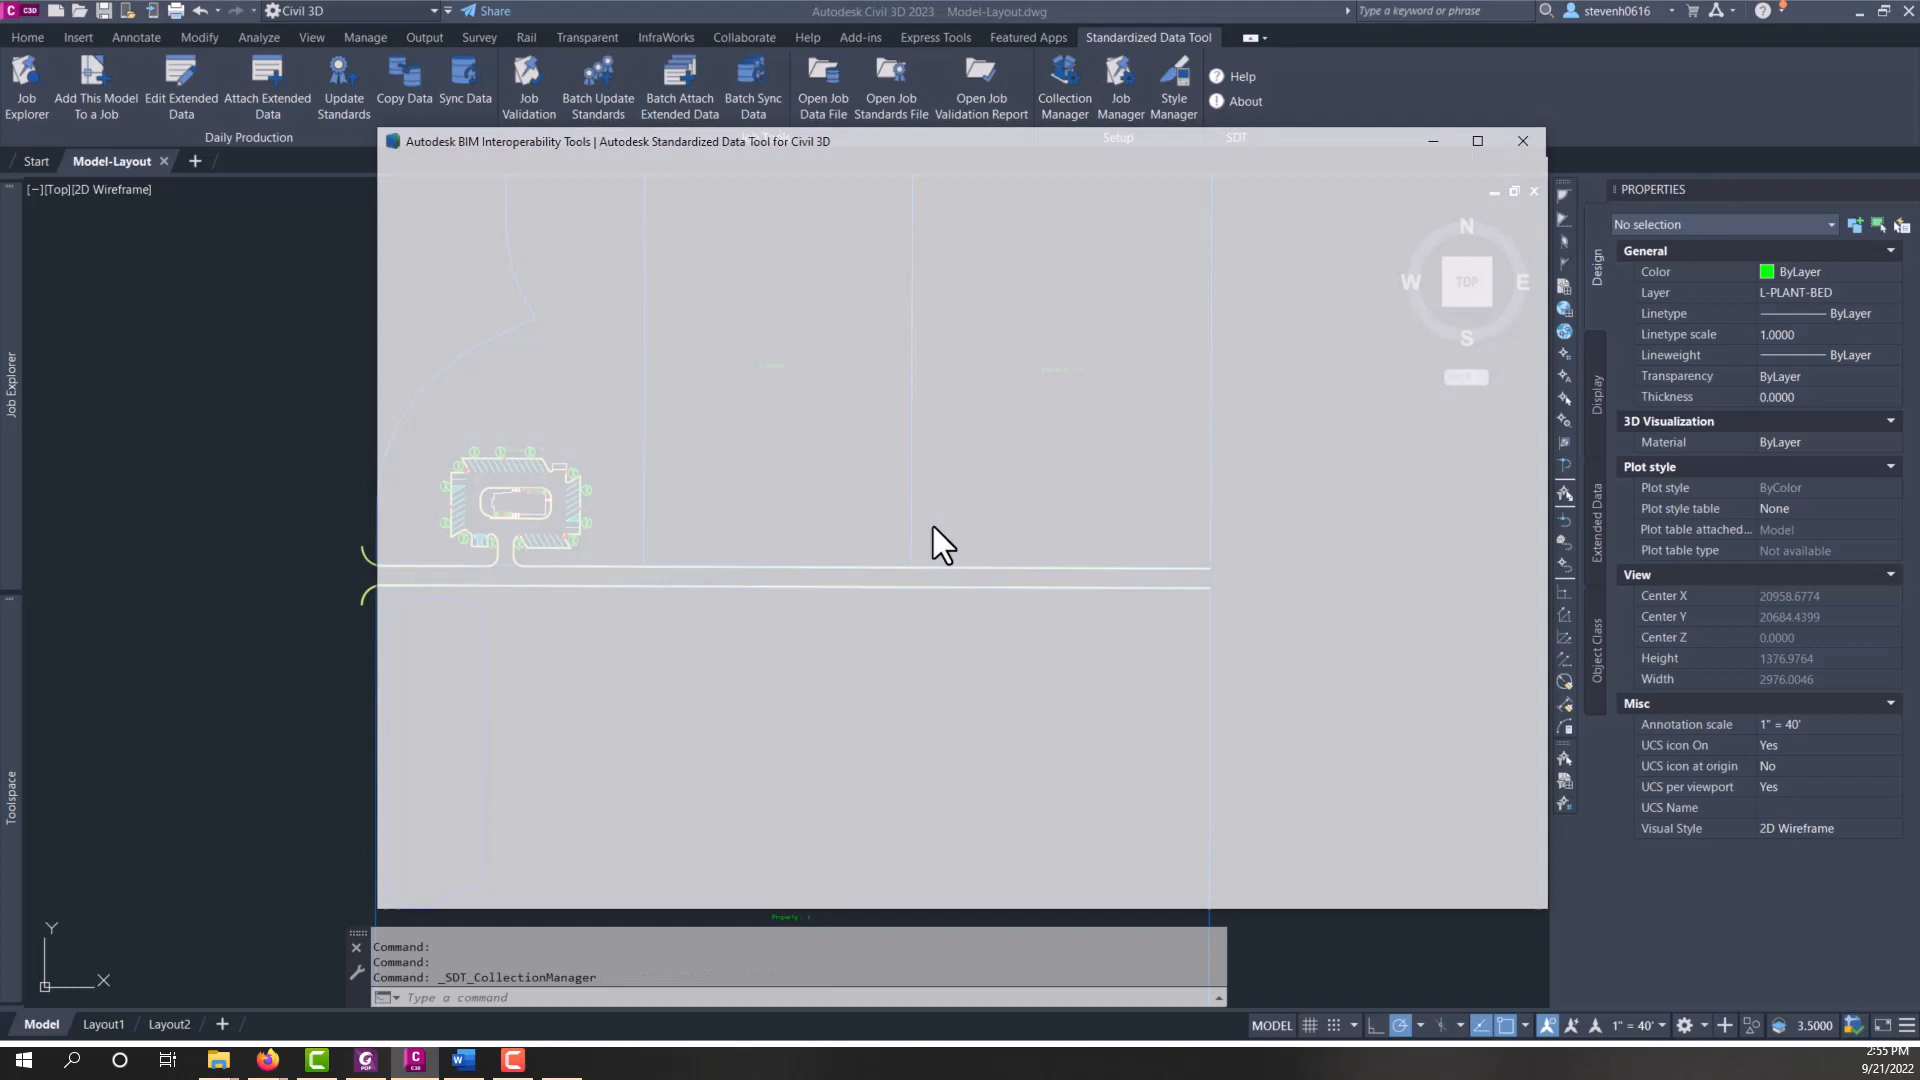 C3D Civil 3D Share Autodesk Civil 3D 2023 Model-Layout.dwg Type a keyword or phrase stevenh0616
Home Insert Annotate Modify Analyze View Manage Output Survey Rail Transparent InfraWorks Collaborate Help Add-ins Express Tools Featured Apps Standardized Data Tool
Job Explorer
Add This Model To a Job
Edit Extended Data
Attach Extended Data
Update Standards
Copy Data
Sync Data
Job Validation
Batch Update Standards
Batch Attach Extended Data
Batch Sync Data
Open Job Data File
Open Job Standards File
Open Job Validation Report
Collection Manager
Job Manager
Style Manager
Help
About
Daily Production
Setup
SDT
Start Model-Layout
Autodesk BIM Interoperability Tools | Autodesk Standardized Data Tool for Civil 3D
[−][Top][2D Wireframe]
N
W TOP E
S
Job Explorer
Toolspace
Property : 2
Y
X
Command:
Command:
Command: _SDT_CollectionManager
Type a command
PROPERTIES
No selection
Design
Display
Extended Data
Object Class
General
Color ByLayer
Layer L-PLANT-BED
Linetype ByLayer
Linetype scale 1.0000
Lineweight ByLayer
Transparency ByLayer
Thickness 0.0000
3D Visualization
Material ByLayer
Plot style
Plot style ByColor
Plot style table None
Plot table attached... Model
Plot table type Not available
View
Center X 20958.6774
Center Y 20684.4399
Center Z 0.0000
Height 1376.9764
Width 2976.0046
Misc
Annotation scale 1" = 40'
UCS icon On Yes
UCS icon at origin No
UCS per viewport Yes
UCS Name
Visual Style 2D Wireframe
Model Layout1 Layout2
MODEL 1" = 40' 3.5000
2:55 PM
9/21/2022